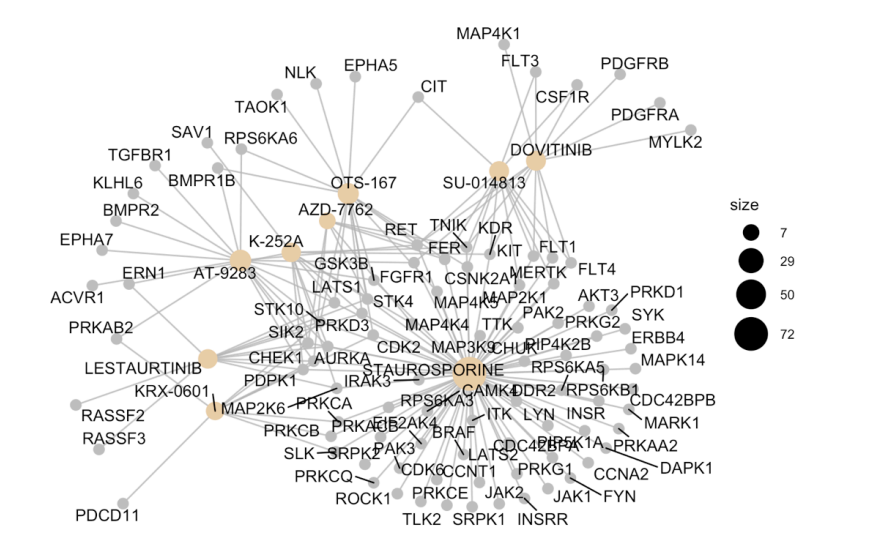 MAP4K1
FLT3
PDGFRB
NLK
EPHA5
CIT
CSF1R
TAOK1
PDGFRA
SAV1
RPS6KA6
MYLK2
TGFBR1
DOVITINIB
KLHL6
BMPR1B
OTS-167
SU-014813
BMPR2
AZD-7762
size
EPHA7
K-252A
RET
TNIK
KDR
7
FER
KIT
FLT1
AT-9283
GSK3B
FGFR1
CSNK2A1
MERTK
FLT4
29
ERN1
ACVR1
LATS1
STK4
MAP4K5
MAP2K1
AKT3
PRKD1
50
PRKAB2
STK10
SIK2
PRKD3
MAP4K4
TTK
PAK2
PRKG2
SYK
72
CHEK1
AURKA
CDK2
MAP3K9
CHUK
PIP4K2B
ERBB4
LESTAURTINIB
STAUROSPORINE
RPS6KA5
MAPK14
PDPK1
IRAK3
KRX-0601
CAMK4
DDR2
RPS6KB1
MAP2K6
PRKCA
RPS6KA3
CDC42BPB
RASSF2
ITK
LYN
INSR
MARK1
PRKCB
PRKACB
EIF2AK4
BRAF
RASSF3
CDC42BPA
PIP5K1A
PRKAA2
SLK
SRPK2
PAK3
LATS2
DAPK1
PRKCQ
CDK6
CCNT1
PRKG1
CCNA2
ROCK1
PRKCE
JAK2
JAK1
FYN
PDCD11
TLK2
SRPK1
INSRR